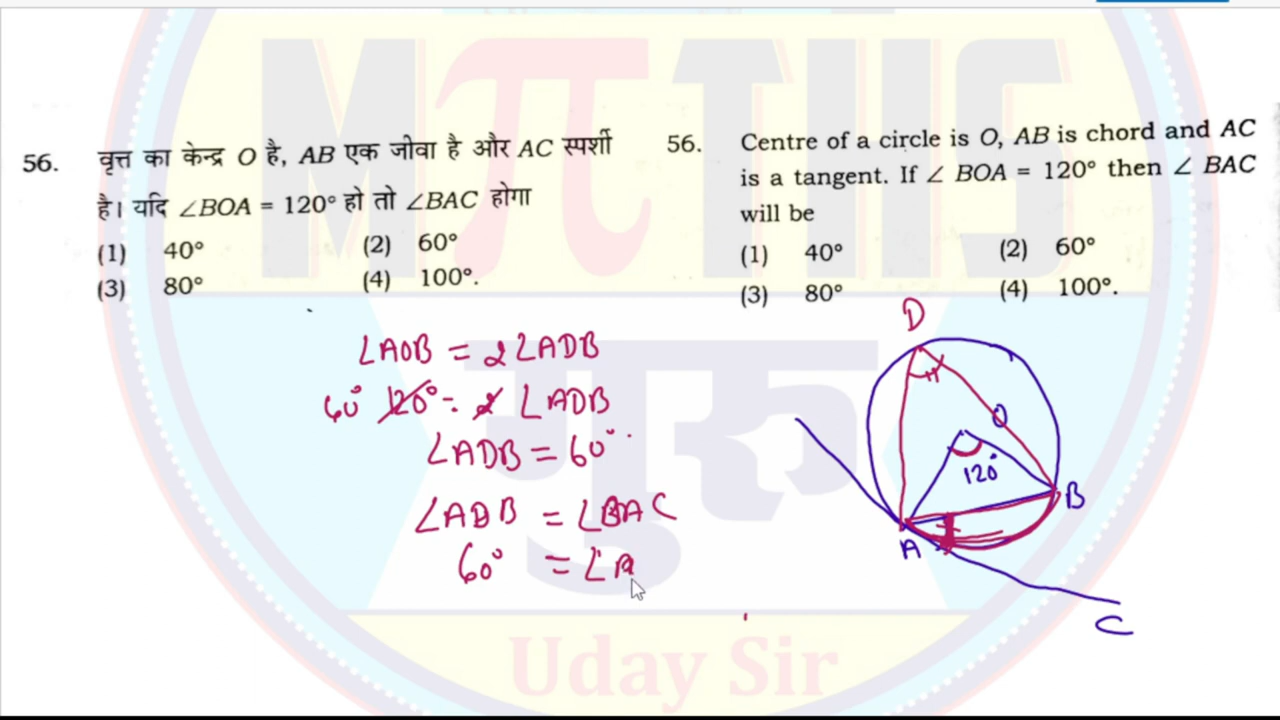 MπTIIS
गुरु
Uday Sir
56. वृत्त का केन्द्र O है, AB एक जीवा है और AC स्पर्शी
है। यदि ∠BOA = 120° हो तो ∠BAC होगा
(1) 40° (2) 60°
(3) 80° (4) 100°.
56. Centre of a circle is O, AB is chord and AC
is a tangent. If ∠ BOA = 120° then ∠ BAC
will be
(1) 40° (2) 60°
(3) 80° (4) 100°.
∠AOB = 2∠ADB
60° 120° = 2 ∠ADB
∠ADB = 60°
∠ADB = ∠BAC
60° = ∠A
D
O
120°
B
A
C